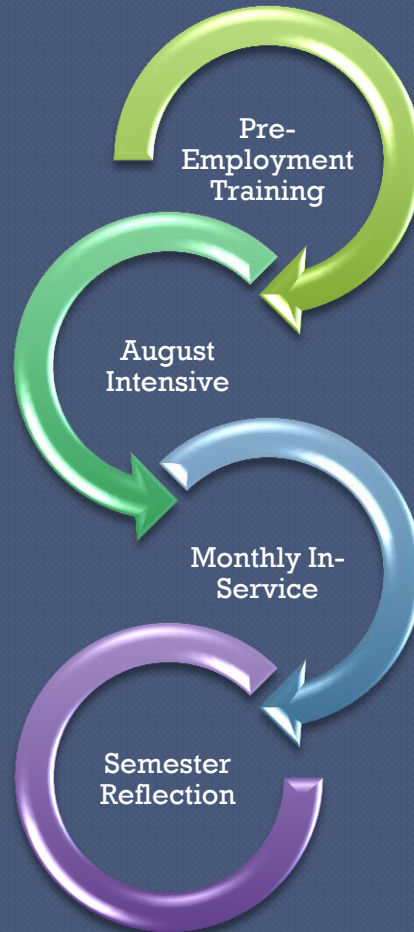 Pre-
Employment
Training
August
Intensive
Monthly In-
Service
Semester
Reflection